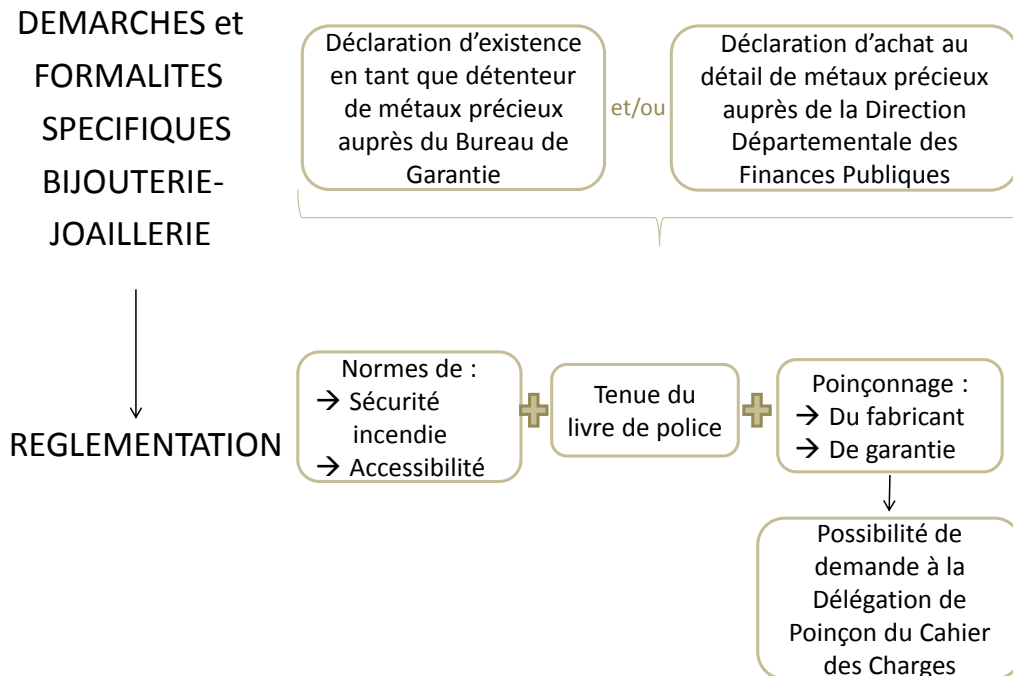 DEMARCHES et
FORMALITES
SPECIFIQUES
BIJOUTERIE-
JOAILLERIE
Déclaration d'existence
en tant que détenteur
de métaux précieux
auprès du Bureau de
Garantie
et/ou
Déclaration d'achat au
détail de métaux précieux
auprès de la Direction
Départementale des
Finances Publiques
REGLEMENTATION
Normes de :
→ Sécurité
incendie
→ Accessibilité
Tenue du
livre de police
Poinçonnage :
→ Du fabricant
→ De garantie
Possibilité de
demande à la
Délégation de
Poinçon du Cahier
des Charges